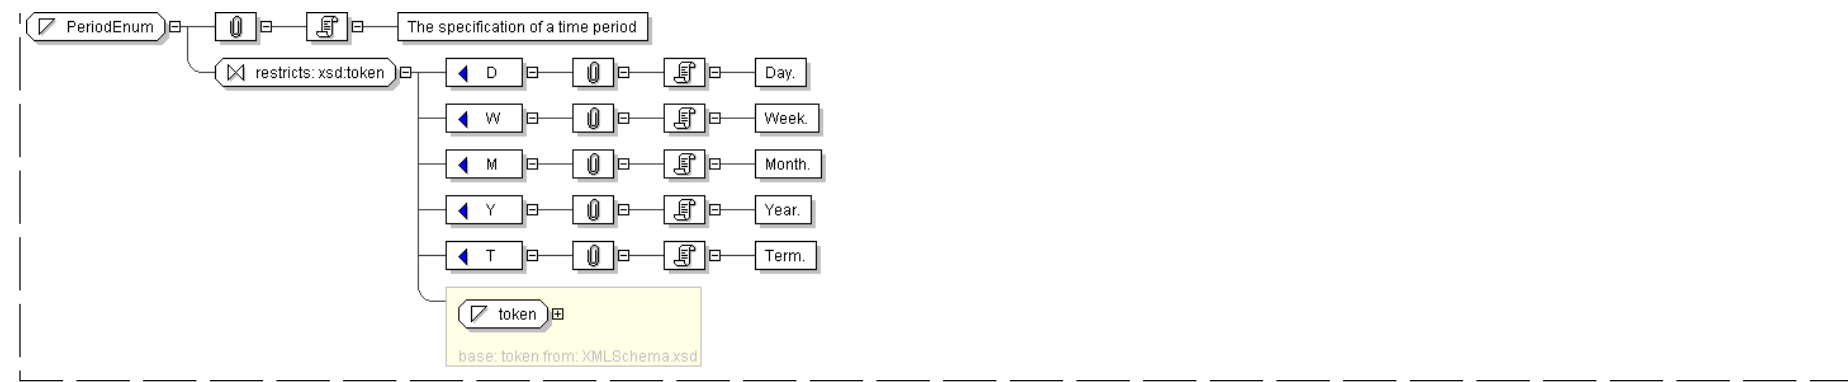 PeriodEnum The specification of a time period
restricts: xsd:token D Day.
W Week.
M Month.
Y Year.
T Term.
token
base: token from: XMLSchema.xsd